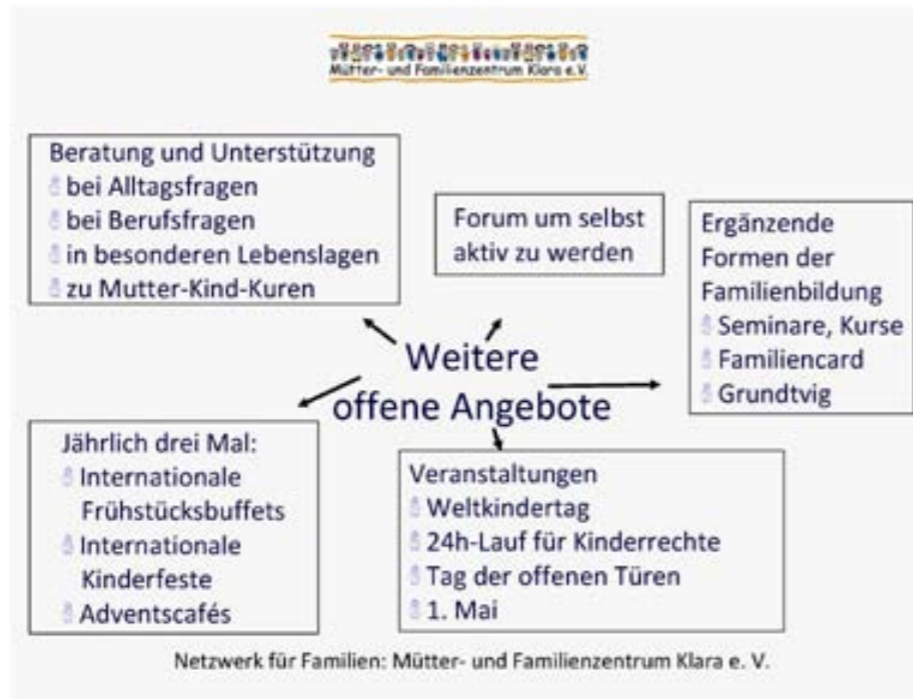 Mütter- und Familienzentrum Klara e.V.
Beratung und Unterstützung
bei Alltagsfragen
bei Berufsfragen
in besonderen Lebenslagen
zu Mutter-Kind-Kuren
Forum um selbst
aktiv zu werden
Ergänzende
Formen der
Familienbildung
Seminare, Kurse
Familiencard
Grundtvig
Weitere
offene Angebote
Jährlich drei Mal:
Internationale
Frühstücksbuffets
Internationale
Kinderfeste
Adventscafés
Veranstaltungen
Weltkindertag
24h-Lauf für Kinderrechte
Tag der offenen Türen
1. Mai
Netzwerk für Familien: Mütter- und Familienzentrum Klara e. V.